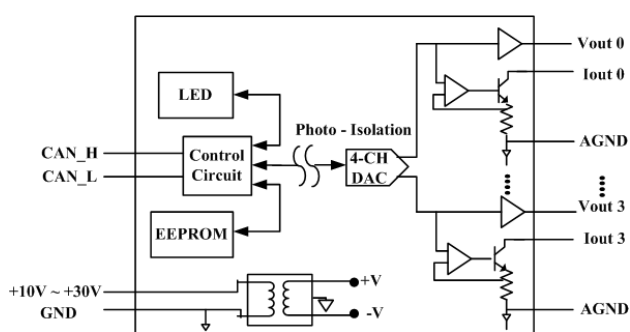 Vout 0
Iout 0
LED
Photo - Isolation
CAN_H
CAN_L
Control
Circuit
4-CH
DAC
AGND
Vout 3
EEPROM
Iout 3
+10V ~ +30V
GND
+V
-V
AGND